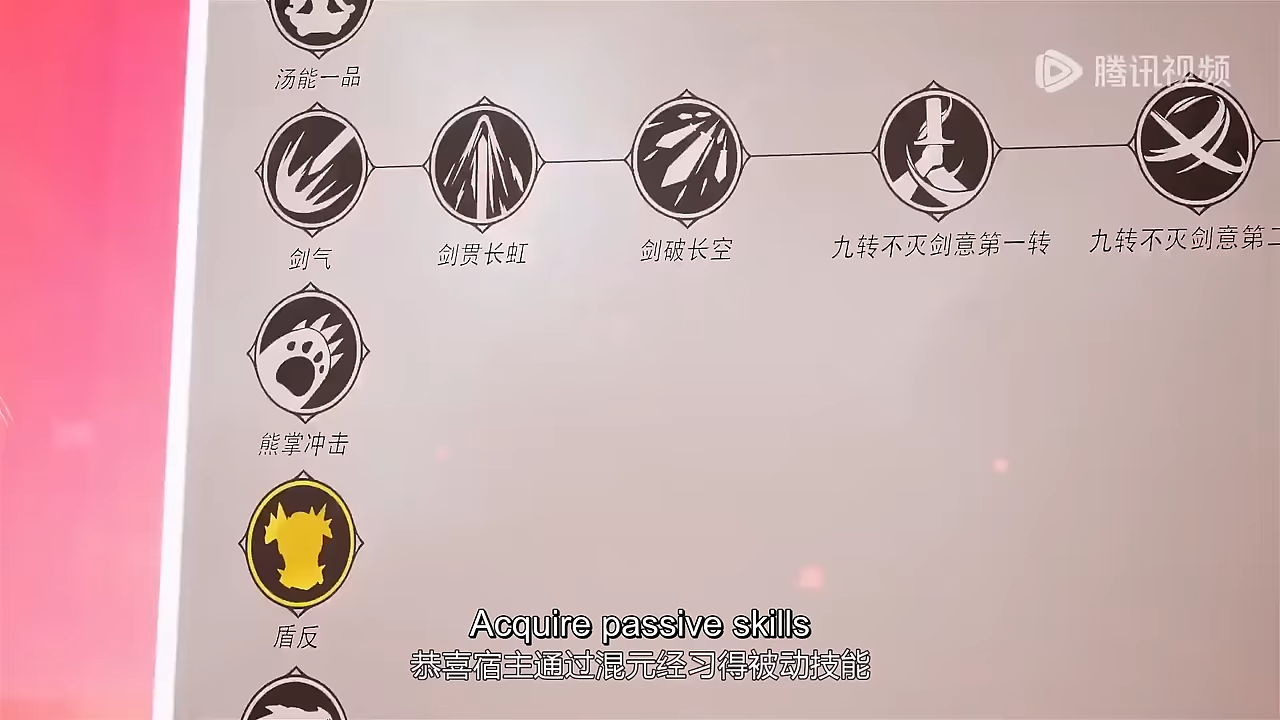 腾讯视频
汤能一品
剑气
剑贯长虹
剑破长空
九转不灭剑意第一转
九转不灭剑意第二
熊掌冲击
盾反
Acquire passive skills
恭喜宿主通过混元经习得被动技能